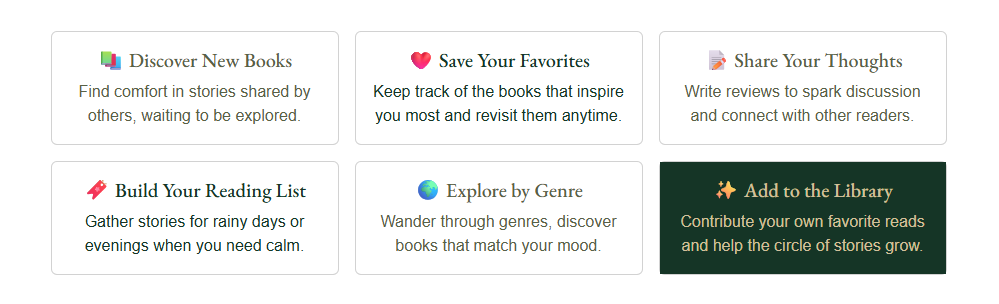 Discover New Books
Find comfort in stories shared by
others, waiting to be explored.
Save Your Favorites
Keep track of the books that inspire
you most and revisit them anytime.
Share Your Thoughts
Write reviews to spark discussion
and connect with other readers.
Build Your Reading List
Gather stories for rainy days or
evenings when you need calm.
Explore by Genre
Wander through genres, discover
books that match your mood.
Add to the Library
Contribute your own favorite reads
and help the circle of stories grow.